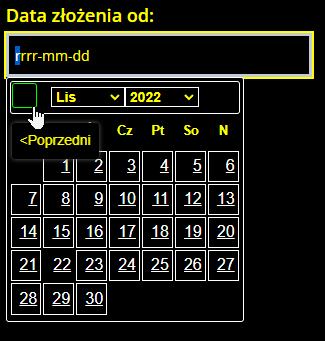 Data złożenia od:
rrrr-mm-dd
Lis 2022
Cz Pt So N
<Poprzedni
1 2 3 4 5 6
7 8 9 10 11 12 13
14 15 16 17 18 19 20
21 22 23 24 25 26 27
28 29 30